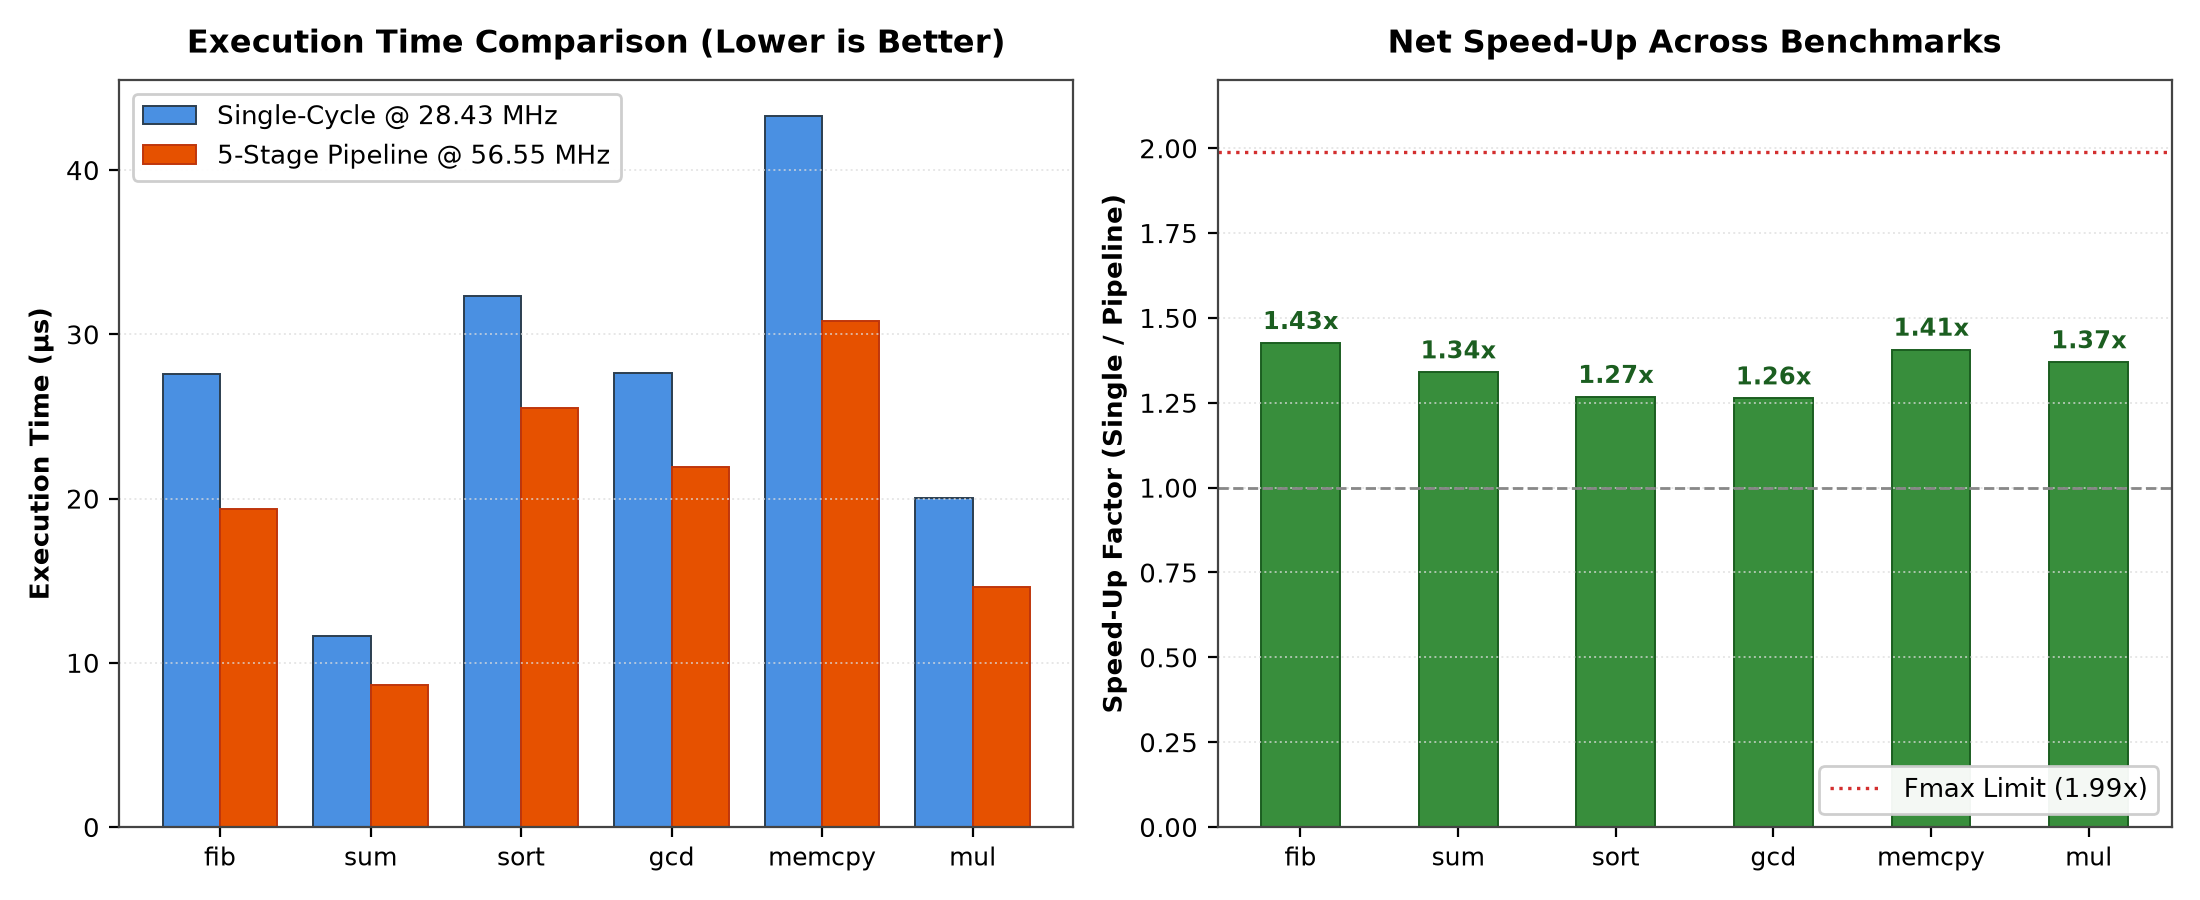 Execution Time Comparison (Lower is Better)
Single-Cycle @ 28.43 MHz
5-Stage Pipeline @ 56.55 MHz
Execution Time (µs)
40
30
20
10
0
fib
sum
sort
gcd
memcpy
mul
Net Speed-Up Across Benchmarks
Speed-Up Factor (Single / Pipeline)
2.00
1.75
1.50
1.25
1.00
0.75
0.50
0.25
0.00
1.43x
1.34x
1.27x
1.26x
1.41x
1.37x
Fmax Limit (1.99x)
fib
sum
sort
gcd
memcpy
mul